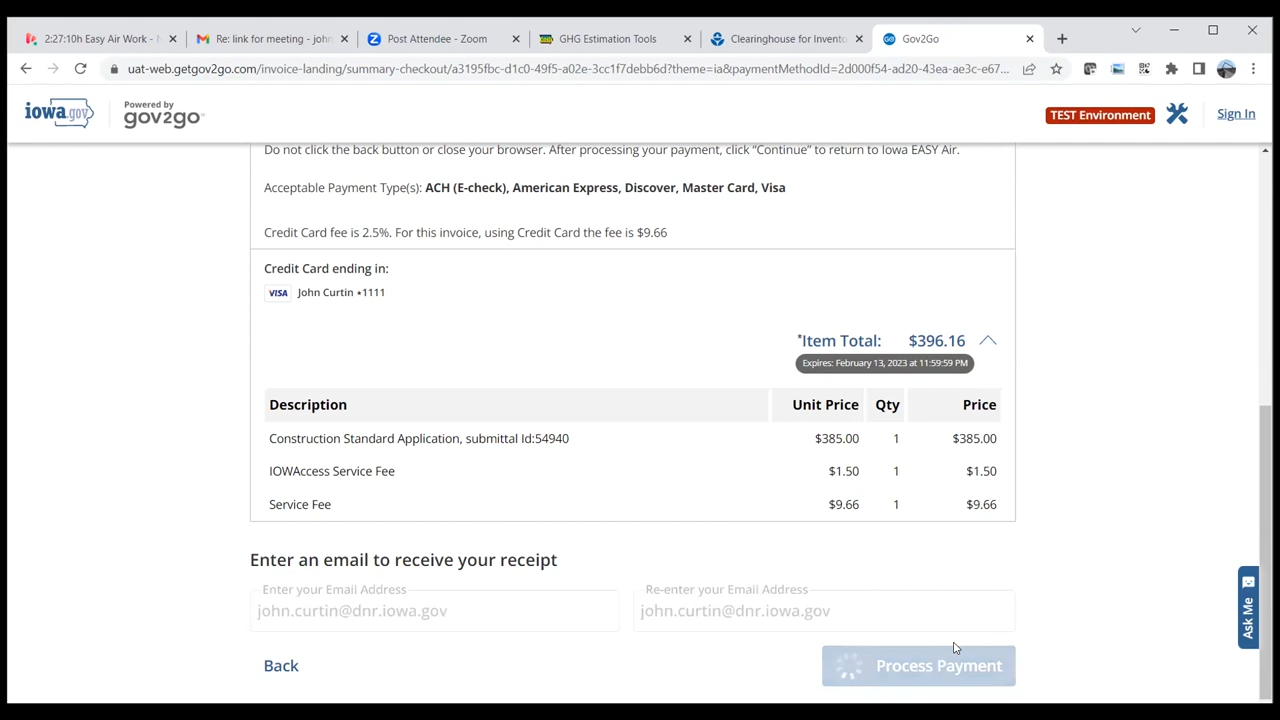 2:27:10h Easy Air Work -
Re: link for meeting - john
Post Attendee - Zoom
GHG Estimation Tools
Clearinghouse for Invento
Gov2Go
uat-web.getgov2go.com/invoice-landing/summary-checkout/a3195fbc-d1c0-49f5-a02e-3cc1f7debb6d?theme=ia&paymentMethodId=2d000f54-ad20-43ea-ae3c-e67...
iowa.gov
Powered by
gov2go
TEST Environment
Sign In
Do not click the back button or close your browser. After processing your payment, click "Continue" to return to Iowa EASY Air.
Acceptable Payment Type(s): ACH (E-check), American Express, Discover, Master Card, Visa
Credit Card fee is 2.5%. For this invoice, using Credit Card the fee is $9.66
Credit Card ending in:
VISA John Curtin •1111
*Item Total: $396.16
Expires: February 13, 2023 at 11:59:59 PM
Description Unit Price Qty Price
Construction Standard Application, submittal Id:54940 $385.00 1 $385.00
IOWAccess Service Fee $1.50 1 $1.50
Service Fee $9.66 1 $9.66
Enter an email to receive your receipt
Enter your Email Address
john.curtin@dnr.iowa.gov
Re-enter your Email Address
john.curtin@dnr.iowa.gov
Back
Process Payment
Ask Me